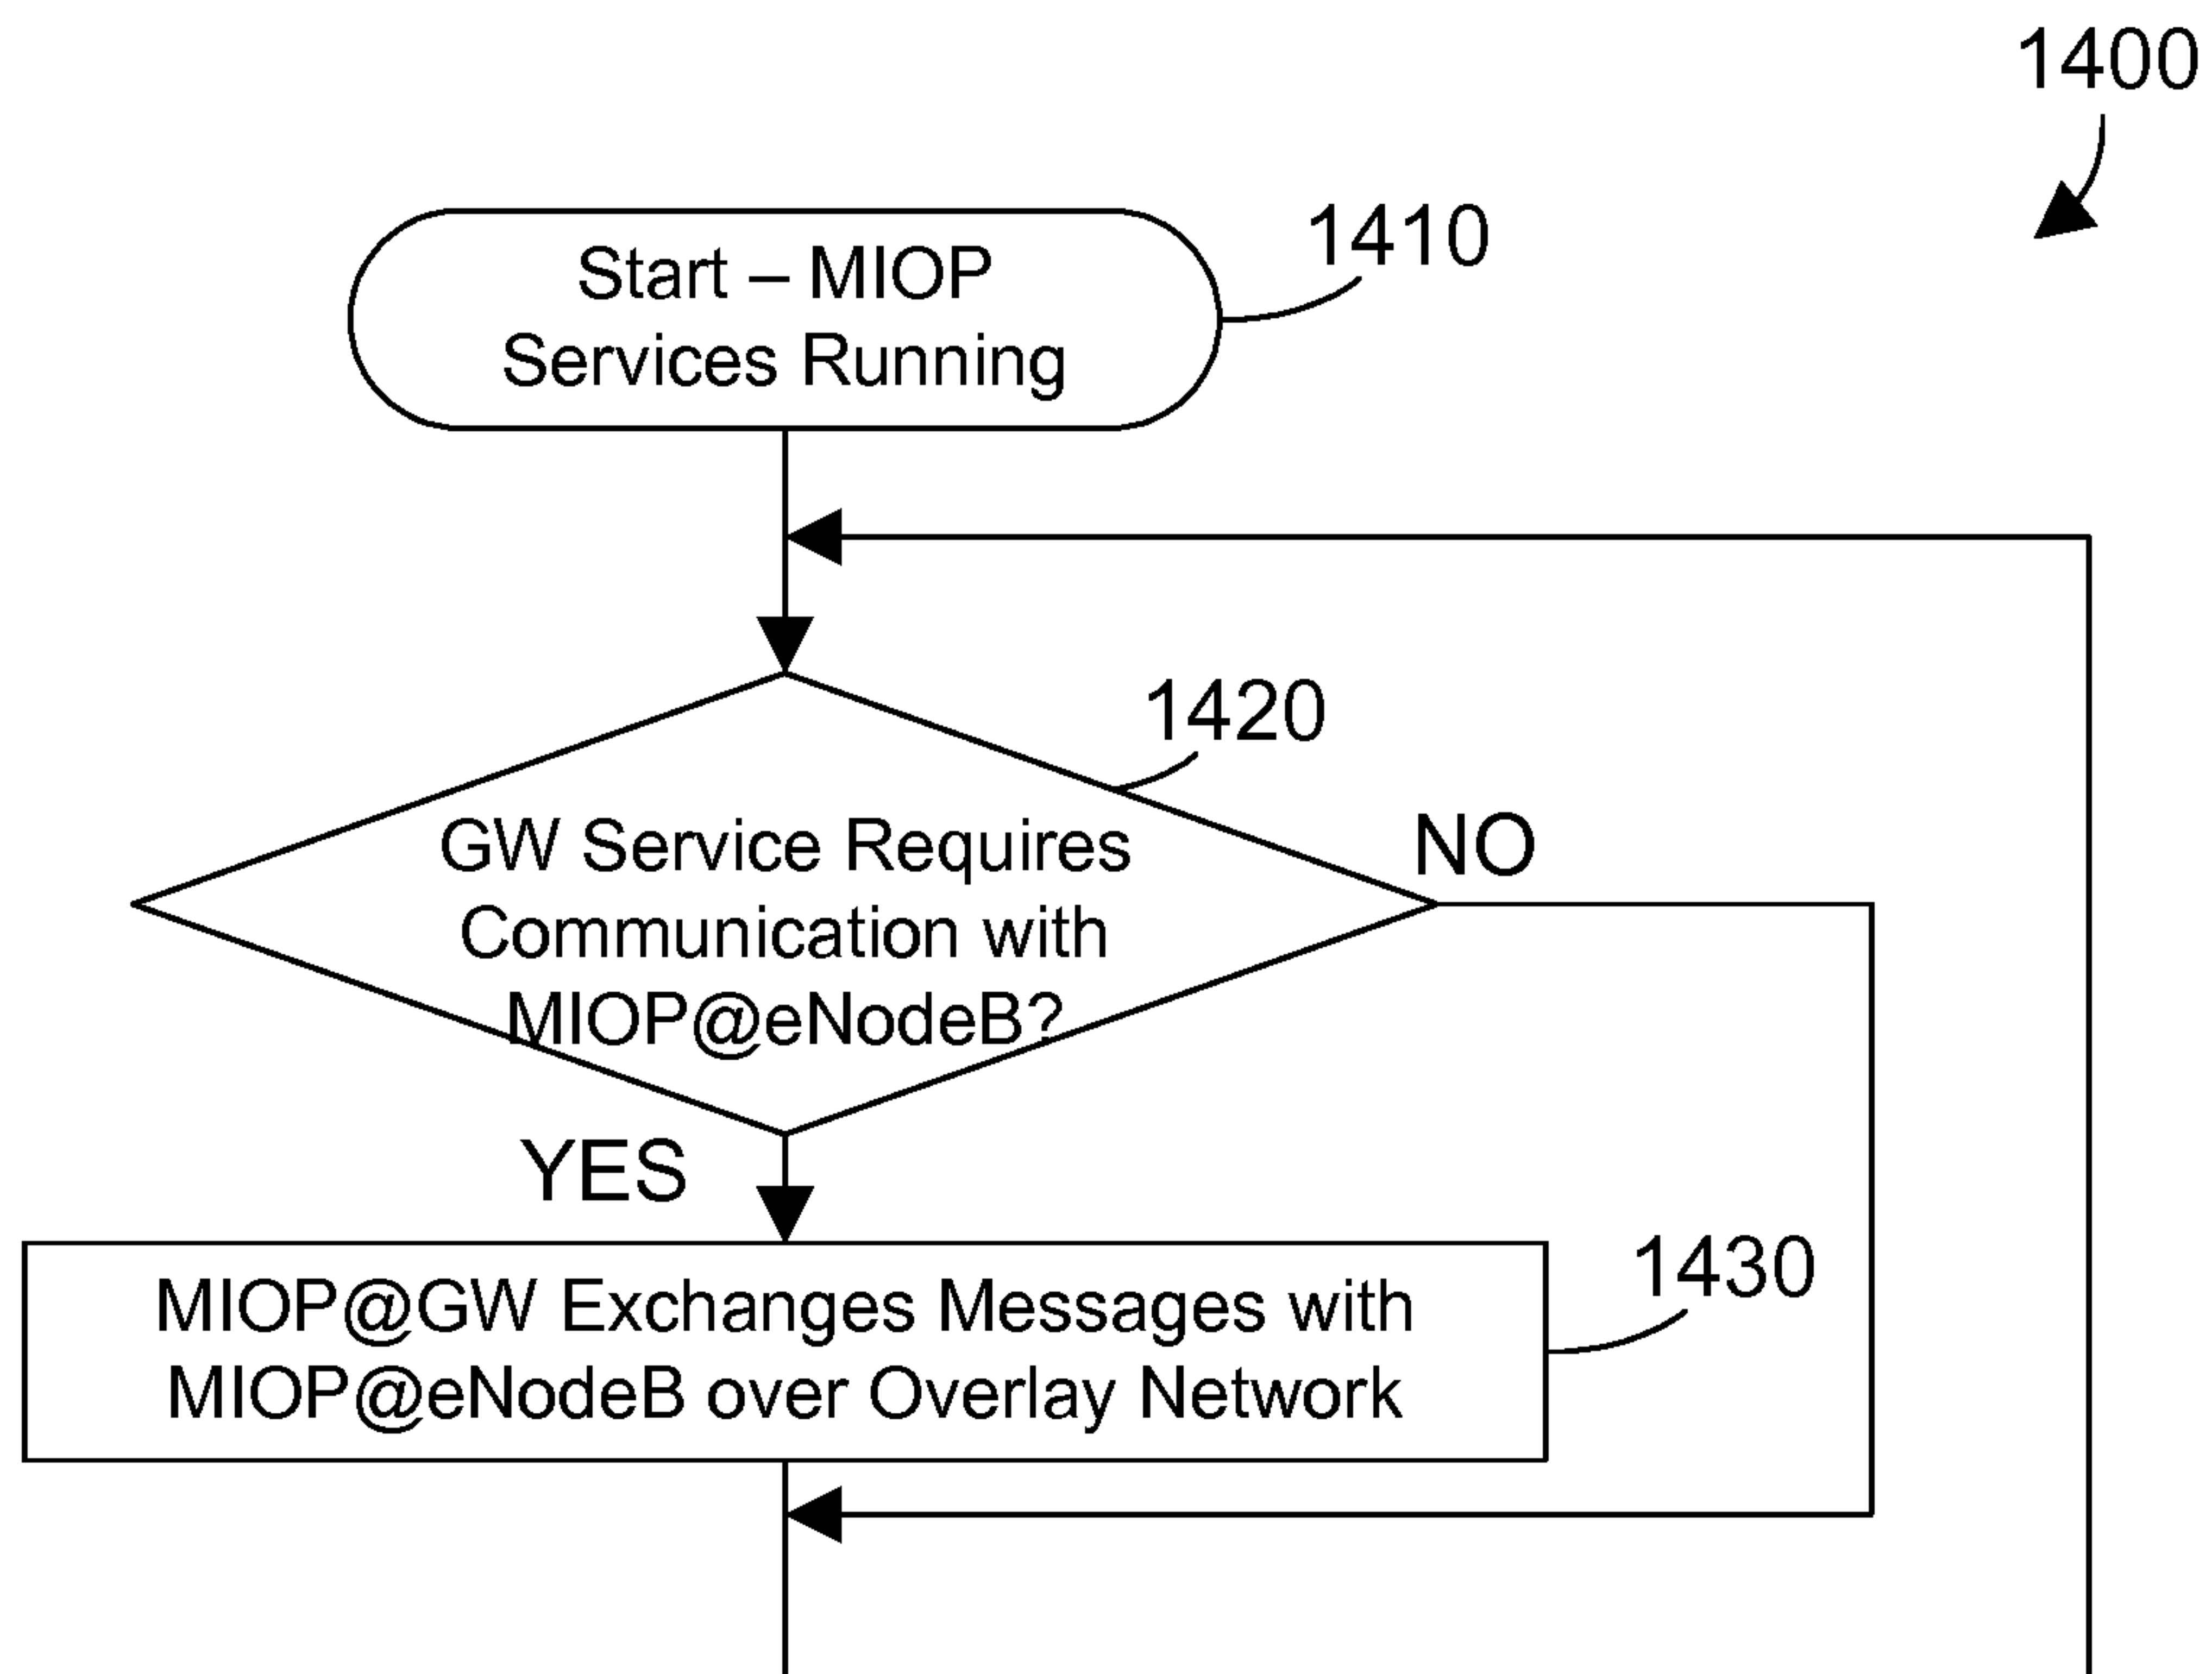 1400
Start – MIOP
Services Running
1410
1420
GW Service Requires
Communication with
MIOP@eNodeB?
NO
YES
MIOP@GW Exchanges Messages with
MIOP@eNodeB over Overlay Network
1430